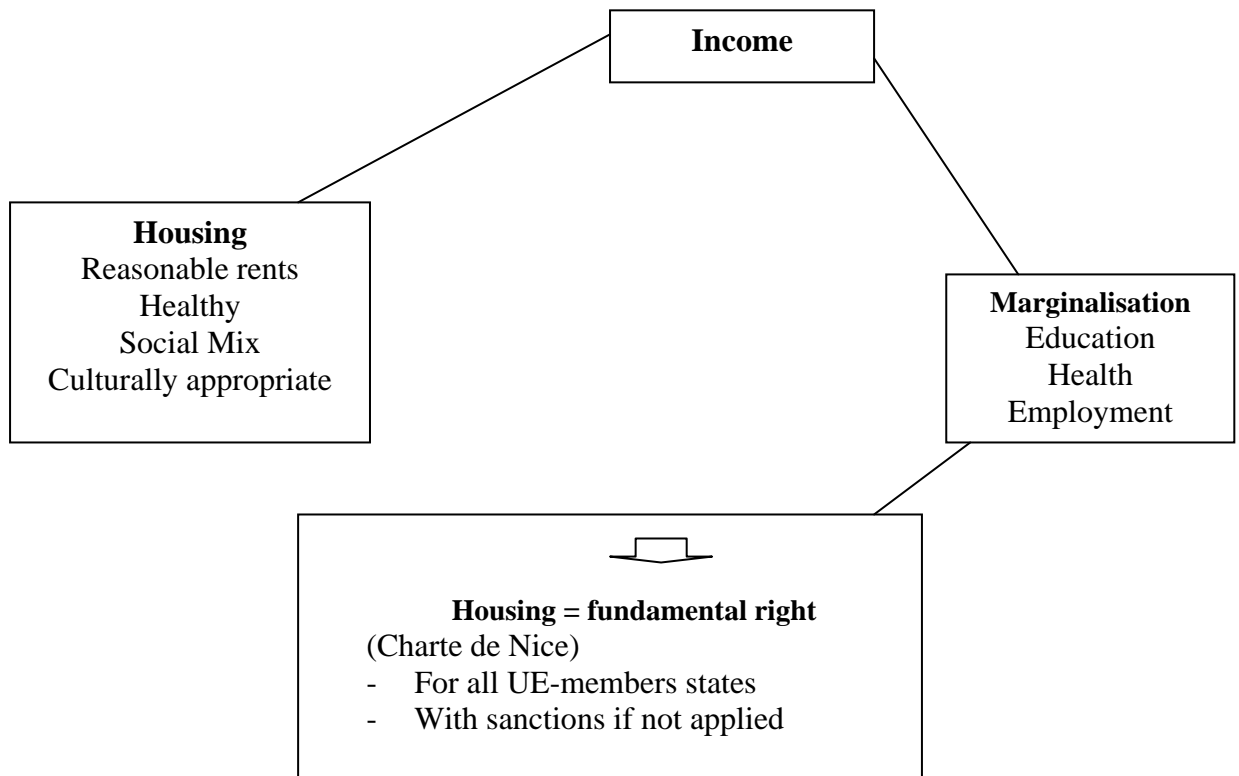 Income
Housing
Reasonable rents
Healthy
Social Mix
Culturally appropriate
Marginalisation
Education
Health
Employment
Housing = fundamental right
(Charte de Nice)
- For all UE-members states
- With sanctions if not applied